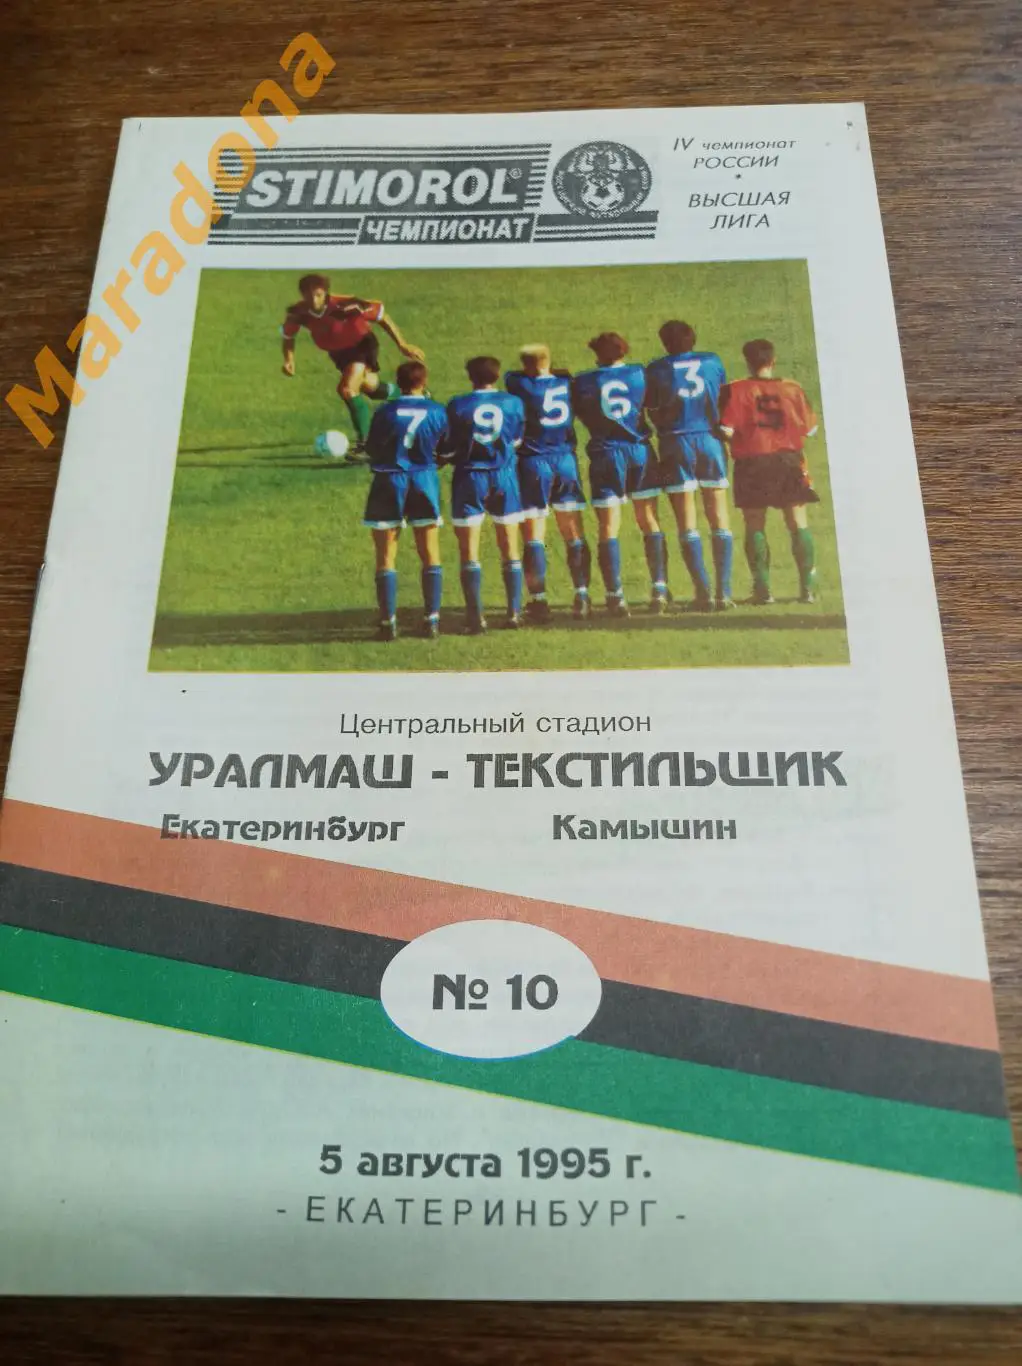 Maradona
STIMOROL®
ЧЕМПИОНАТ
IV чемпионат
РОССИИ
*
ВЫСШАЯ
ЛИГА
7 9 5 6 3 5
Центральный стадион
УРАЛМАШ - ТЕКСТИЛЬЩИК
Екатеринбург Камышин
№ 10
5 августа 1995 г.
- ЕКАТЕРИНБУРГ -